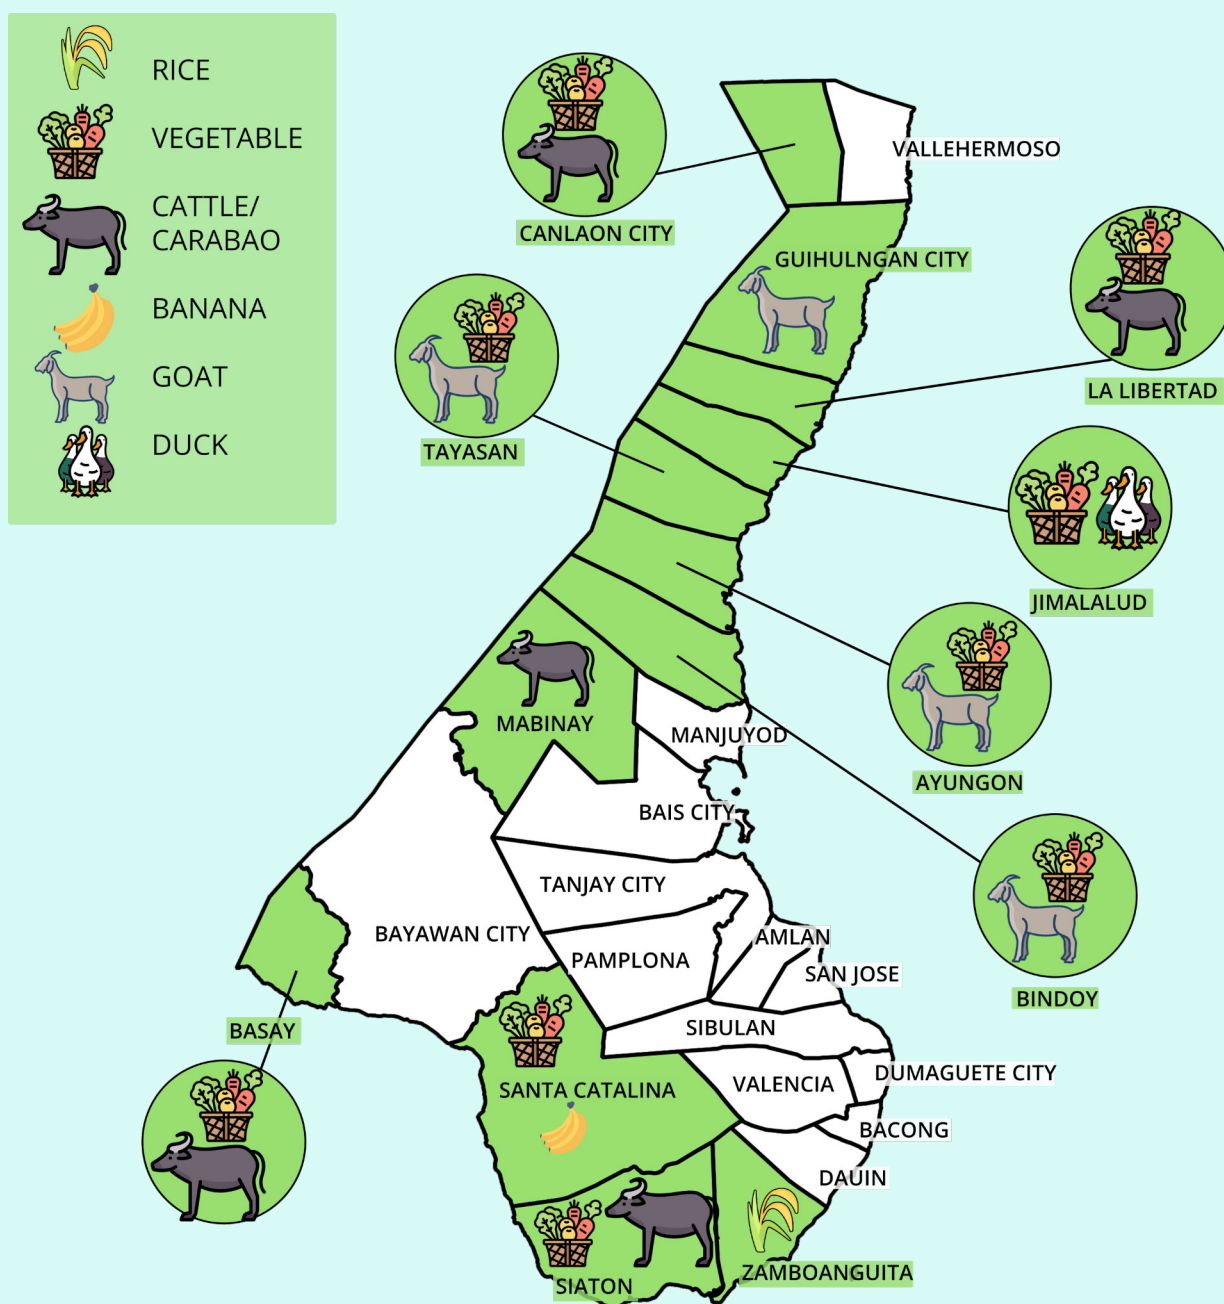 RICE
VEGETABLE
CATTLE/
CARABAO
BANANA
GOAT
DUCK
VALLEHERMOSO
CANLAON CITY
GUIHULNGAN CITY
LA LIBERTAD
TAYASAN
JIMALALUD
MABINAY
MANJUYOD
AYUNGON
BAIS CITY
TANJAY CITY
BAYAWAN CITY
AMLAN
PAMPLONA
SAN JOSE
BINDOY
SIBULAN
BASAY
DUMAGUETE CITY
VALENCIA
SANTA CATALINA
BACONG
DAUIN
ZAMBOANGUITA
SIATON